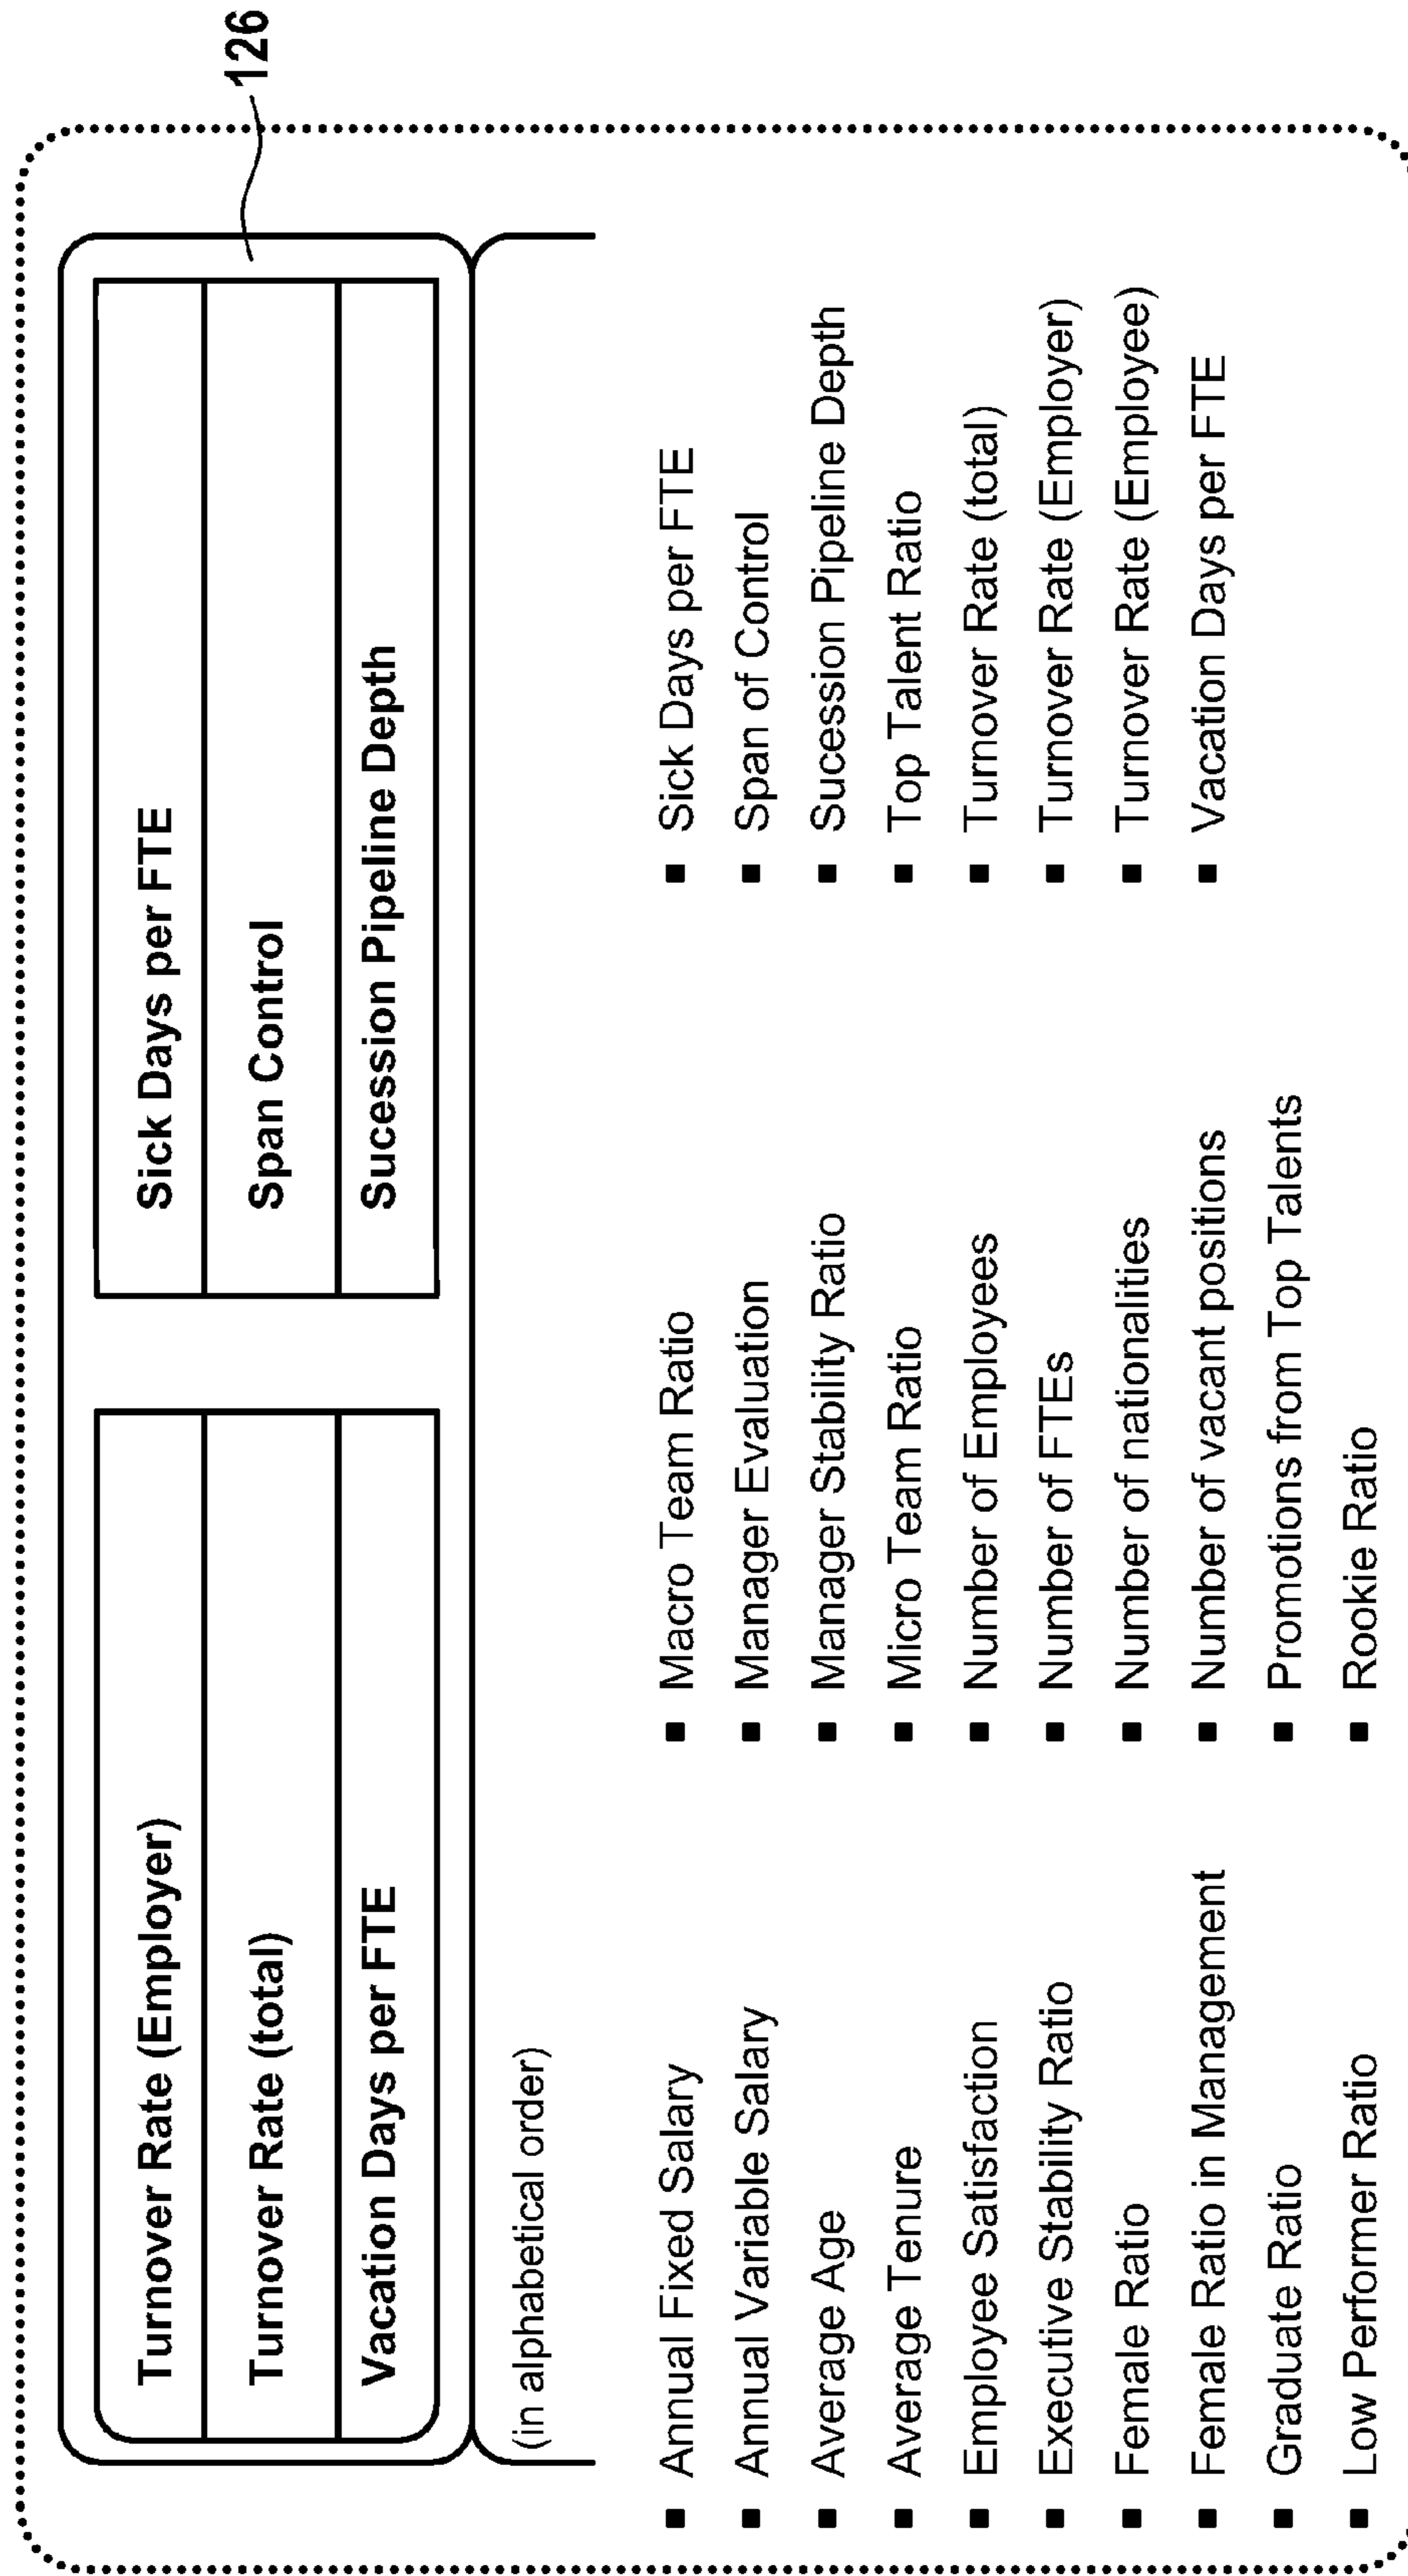 126
Turnover Rate (Employer)
Turnover Rate (total)
Vacation Days per FTE
Sick Days per FTE
Span Control
Sucession Pipeline Depth
(in alphabetical order)
Annual Fixed Salary
Annual Variable Salary
Average Age
Average Tenure
Employee Satisfaction
Executive Stability Ratio
Female Ratio
Female Ratio in Management
Graduate Ratio
Low Performer Ratio
Macro Team Ratio
Manager Evaluation
Manager Stability Ratio
Micro Team Ratio
Number of Employees
Number of FTEs
Number of nationalities
Number of vacant positions
Promotions from Top Talents
Rookie Ratio
Sick Days per FTE
Span of Control
Sucession Pipeline Depth
Top Talent Ratio
Turnover Rate (total)
Turnover Rate (Employer)
Turnover Rate (Employee)
Vacation Days per FTE